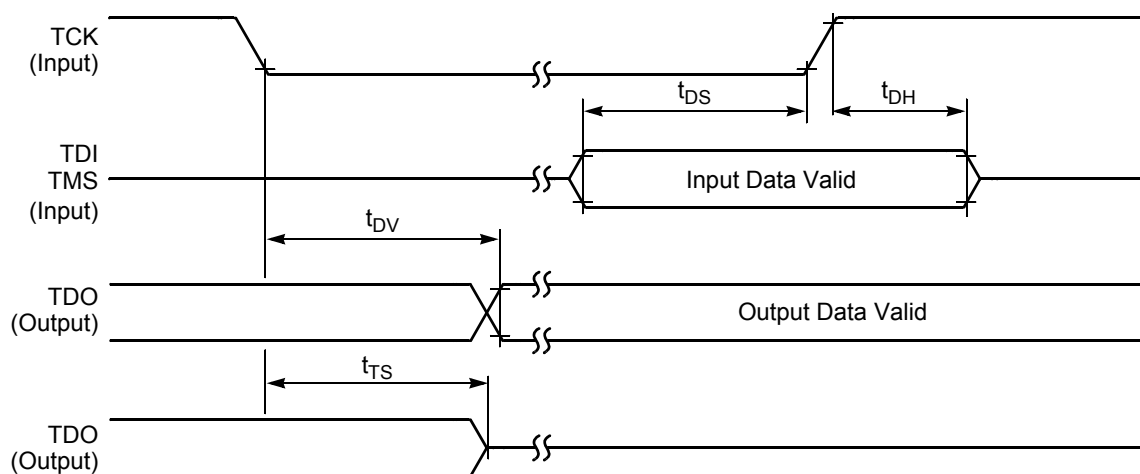 TCK
(Input)
tDS
tDH
TDI
TMS
(Input)
Input Data Valid
tDV
TDO
(Output)
Output Data Valid
tTS
TDO
(Output)